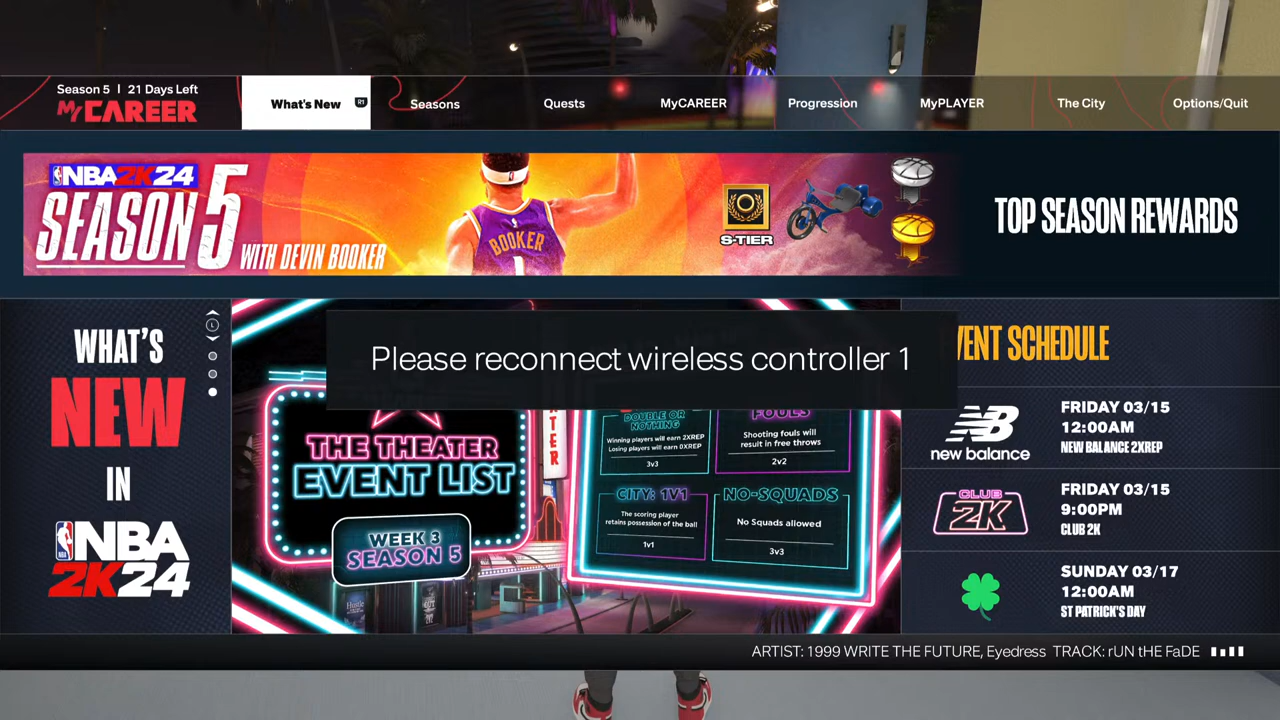 Season 5 | 21 Days Left
MyCAREER
What's New
R1
Seasons
Quests
MyCAREER
Progression
MyPLAYER
The City
Options/Quit
NBA 2K24
SEASON 5
WITH DEVIN BOOKER
BOOKER
1
S-TIER
TOP SEASON REWARDS
WHAT'S
NEW
IN
NBA
2K24
L
Please reconnect wireless controller 1
THE THEATER
EVENT LIST
WEEK 3
SEASON 5
DOUBLE OR
NOTHING
Winning players will earn 2XREP
Losing players will earn 0XREP
3v3
FOULS
Shooting fouls will
result in free throws
2v2
CITY: 1V1
The scoring player
retains possession of the ball
1v1
NO-SQUADS
No Squads allowed
3v3
VENT SCHEDULE
NB
new balance
FRIDAY 03/15
12:00AM
NEW BALANCE 2XREP
CLUB
2K
FRIDAY 03/15
9:00PM
CLUB 2K
SUNDAY 03/17
12:00AM
ST PATRICK'S DAY
ARTIST: 1999 WRITE THE FUTURE, Eyedress TRACK: rUN tHE FaDE